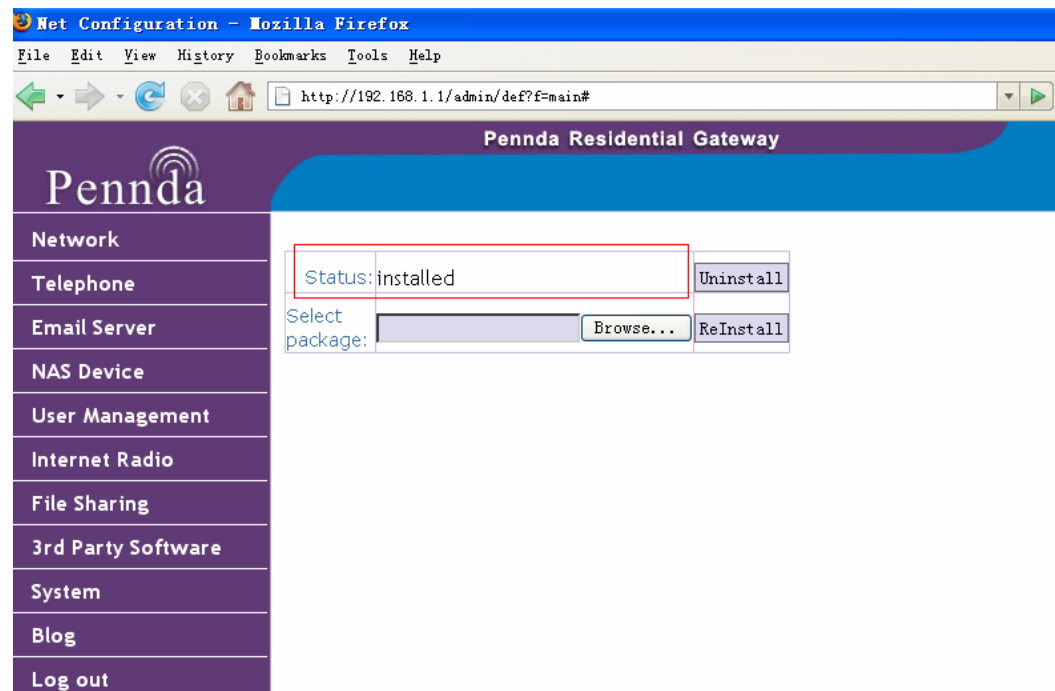 Net Configuration - Mozilla Firefox
File Edit View History Bookmarks Tools Help
http://192.168.1.1/admin/def?f=main#
Pennda Residential Gateway
Pennda
Network
Telephone
Email Server
NAS Device
User Management
Internet Radio
File Sharing
3rd Party Software
System
Blog
Log out
Status: installed Uninstall
Select
package: Browse... ReInstall